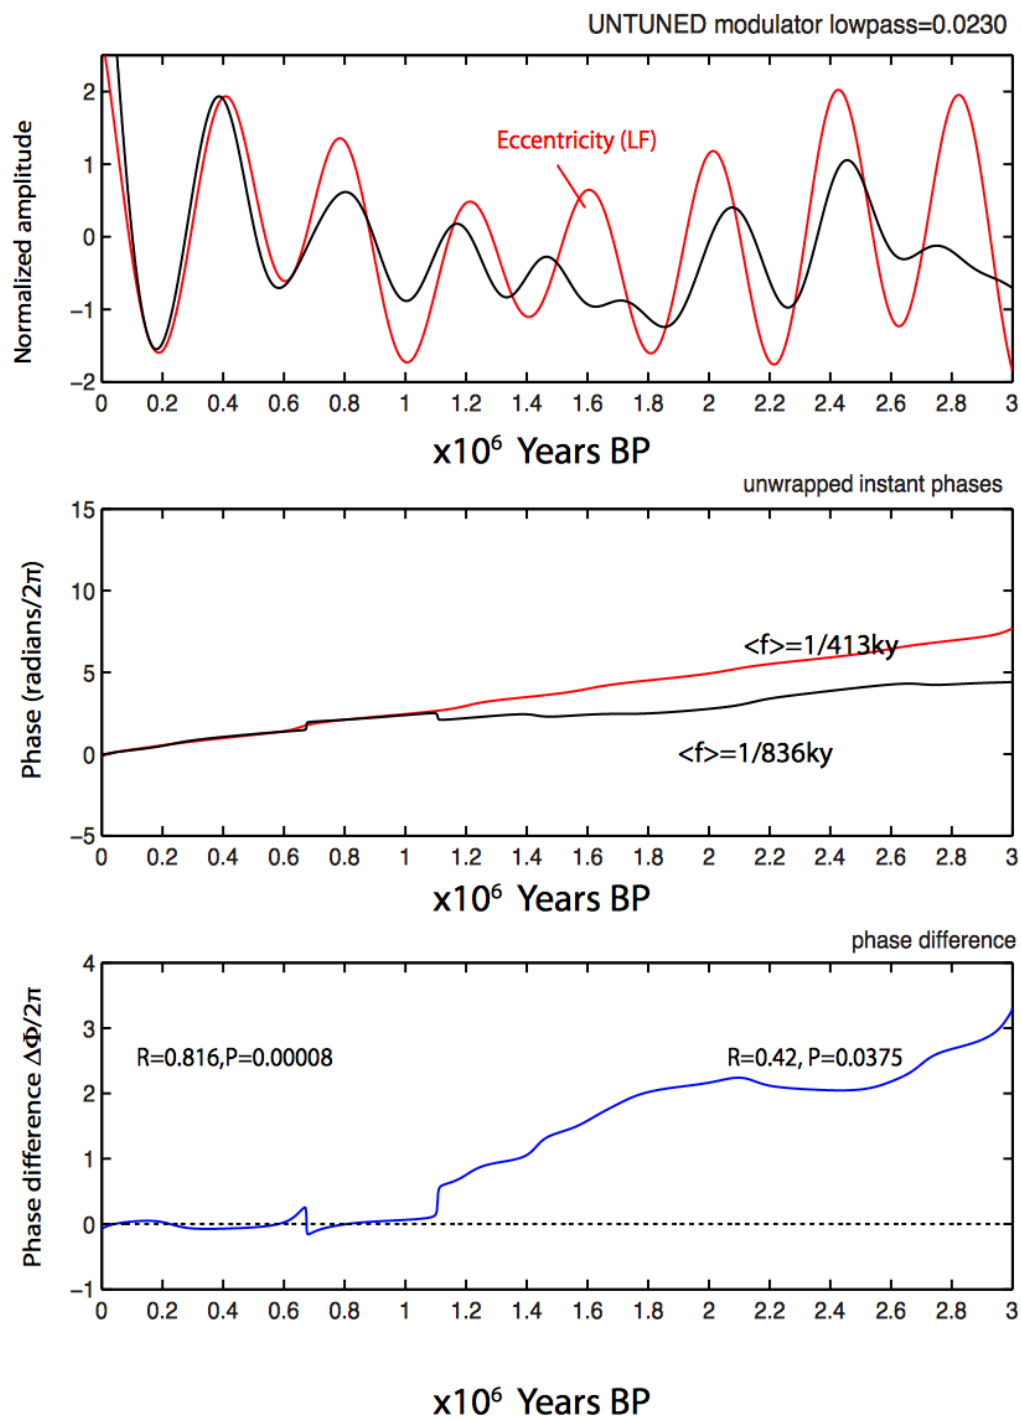 UNTUNED modulator lowpass=0.0230
Normalized amplitude
2
1
0
−1
−2
Eccentricity (LF)
0 0.2 0.4 0.6 0.8 1 1.2 1.4 1.6 1.8 2 2.2 2.4 2.6 2.8 3
x10⁶ Years BP
unwrapped instant phases
Phase (radians/2π)
15
10
5
0
−5
<f>=1/413ky
<f>=1/836ky
0 0.2 0.4 0.6 0.8 1 1.2 1.4 1.6 1.8 2 2.2 2.4 2.6 2.8 3
x10⁶ Years BP
phase difference
Phase difference ΔΦ/2π
4
3
2
1
0
−1
R=0.816,P=0.00008
R=0.42, P=0.0375
0 0.2 0.4 0.6 0.8 1 1.2 1.4 1.6 1.8 2 2.2 2.4 2.6 2.8 3
x10⁶ Years BP